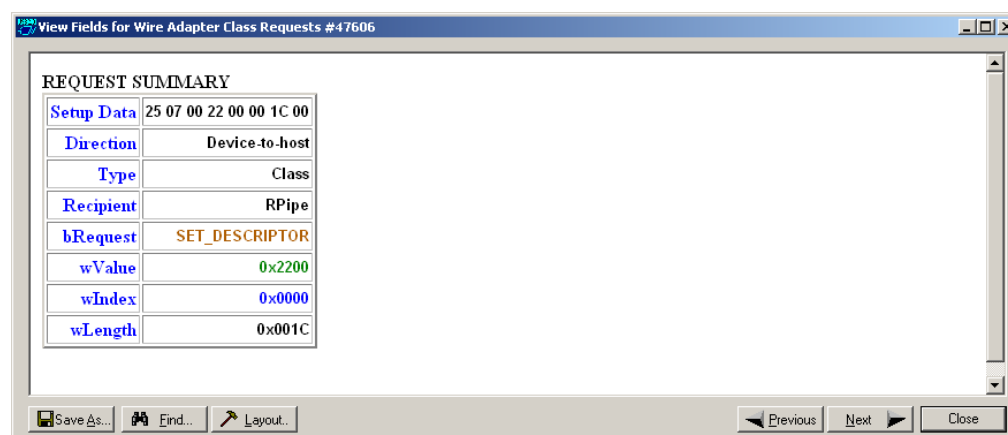 View Fields for Wire Adapter Class Requests #47606
REQUEST SUMMARY
Setup Data 25 07 00 22 00 00 1C 00
Direction Device-to-host
Type Class
Recipient RPipe
bRequest SET_DESCRIPTOR
wValue 0x2200
wIndex 0x0000
wLength 0x001C
Save As... Find... Layout.. Previous Next Close